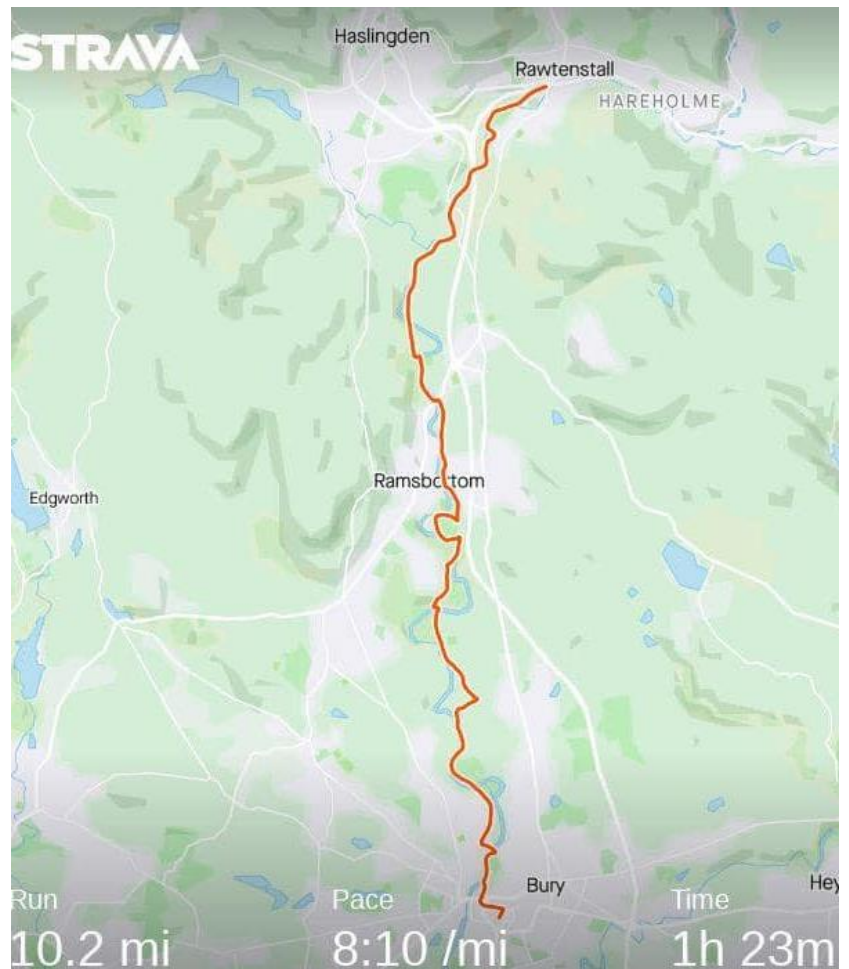 Haslingden
STRAVA
Rawtenstall
HAREHOLME
Ramsbottom
Edgworth
Bury
Hey
Run
Pace
Time
10.2 mi
8:10 /mi
1h 23m